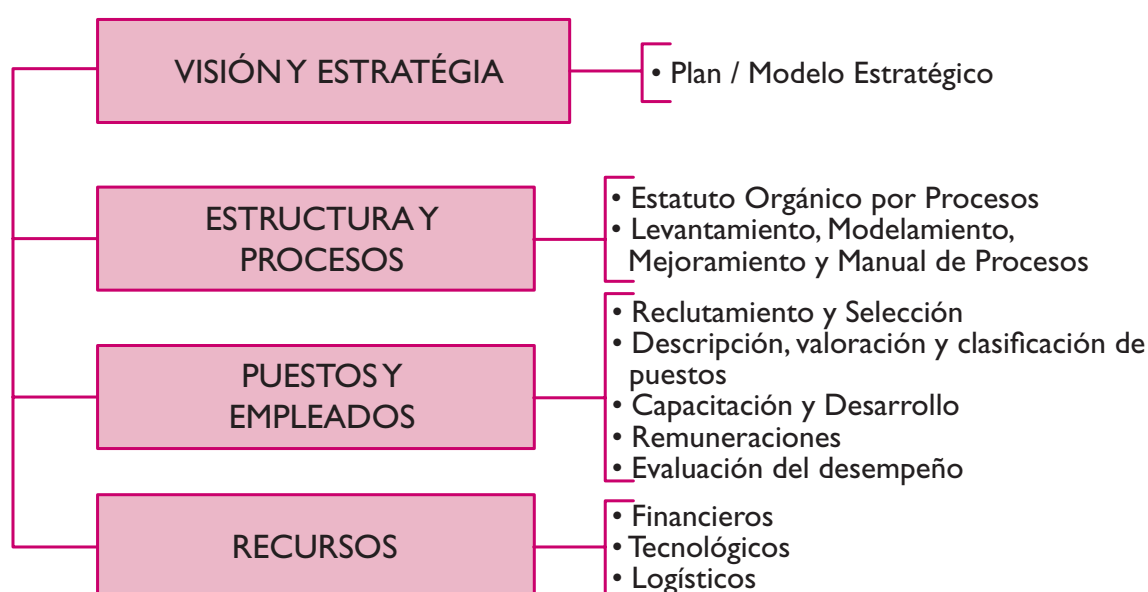 VISIÓN Y ESTRATÉGIA
• Plan / Modelo Estratégico
ESTRUCTURA Y
PROCESOS
• Estatuto Orgánico por Procesos
• Levantamiento, Modelamiento,
Mejoramiento y Manual de Procesos
PUESTOS Y
EMPLEADOS
• Reclutamiento y Selección
• Descripción, valoración y clasificación de
puestos
• Capacitación y Desarrollo
• Remuneraciones
• Evaluación del desempeño
RECURSOS
• Financieros
• Tecnológicos
• Logísticos